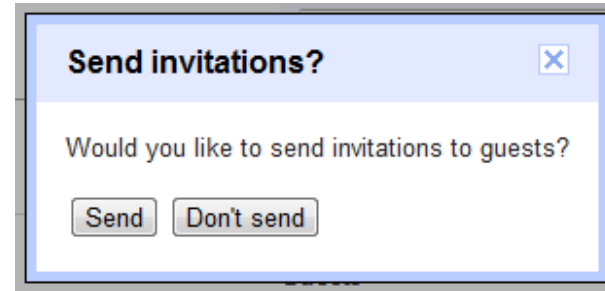 Send invitations?
Would you like to send invitations to guests?
Send Don't send